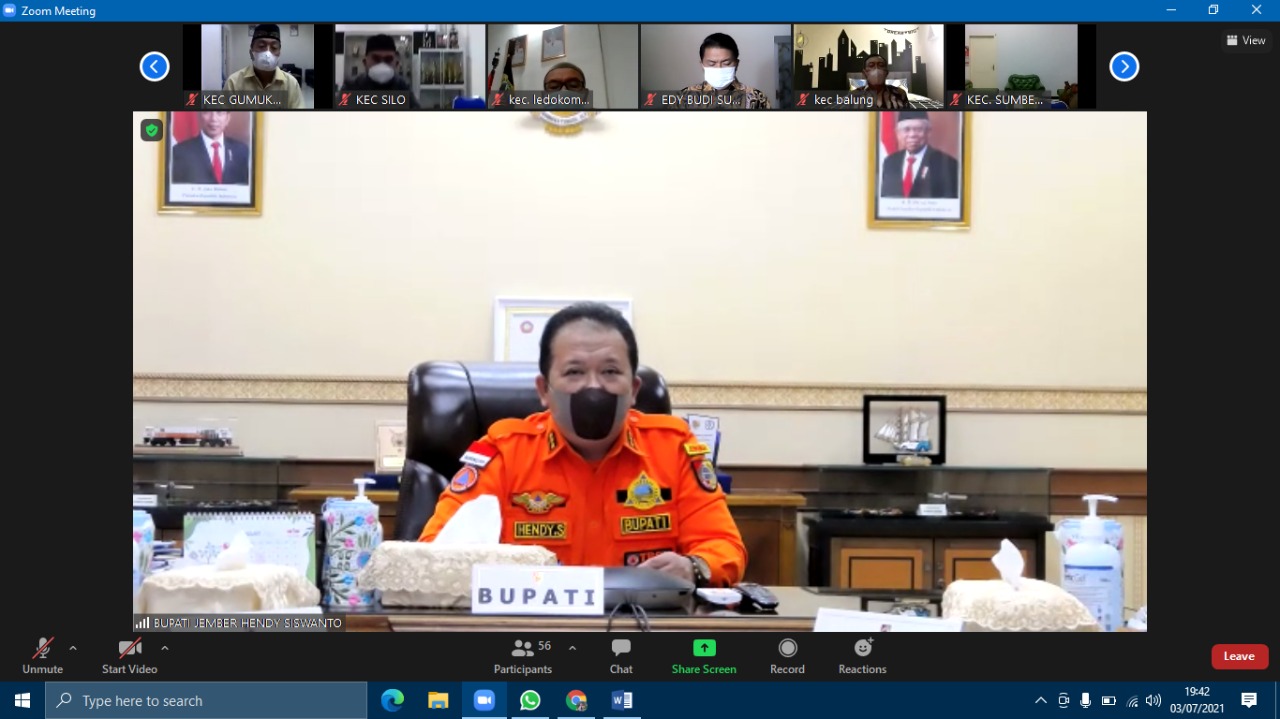 Zoom Meeting
View
KEC GUMUK...
KEC SILO
kec. ledokom...
EDY BUDI SU...
kec balung
KEC. SUMBE...
HENDY.S
BUPATI
BUPATI
BUPATI JEMBER HENDY SISWANTO
Unmute
Start Video
56
Participants
Chat
Share Screen
Record
Reactions
Leave
Type here to search
19:42
03/07/2021